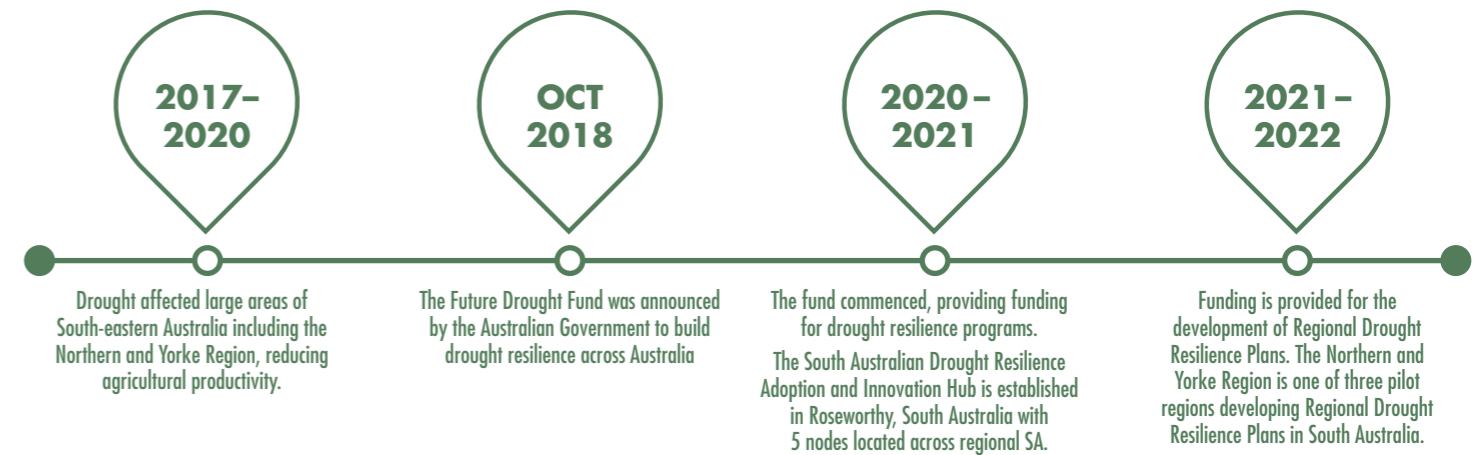 2017–
2020
Drought affected large areas of
South-eastern Australia including the
Northern and Yorke Region, reducing
agricultural productivity.
OCT
2018
The Future Drought Fund was announced
by the Australian Government to build
drought resilience across Australia
2020–
2021
The fund commenced, providing funding
for drought resilience programs.
The South Australian Drought Resilience
Adoption and Innovation Hub is established
in Roseworthy, South Australia with
5 nodes located across regional SA.
2021–
2022
Funding is provided for the
development of Regional Drought
Resilience Plans. The Northern and
Yorke Region is one of three pilot
regions developing Regional Drought
Resilience Plans in South Australia.